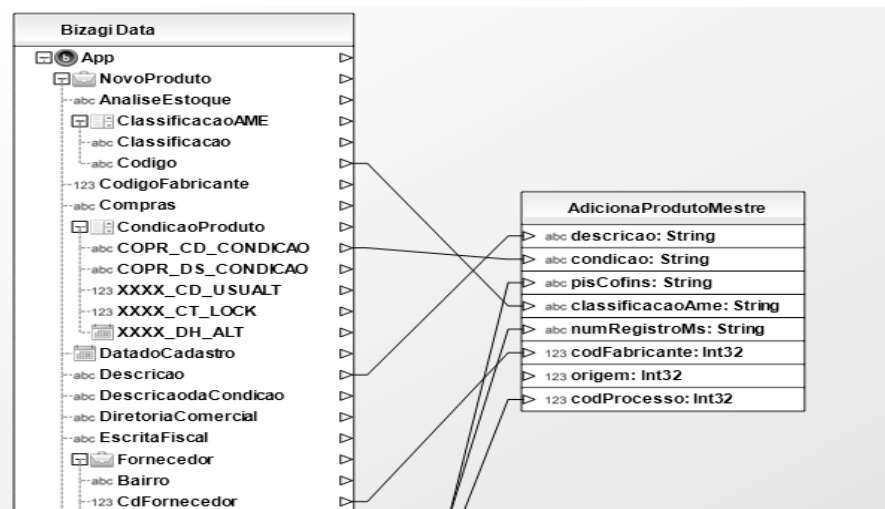 Bizagi Data
App
NovoProduto
abc AnaliseEstoque
ClassificacaoAME
abc Classificacao
abc Codigo
123 CodigoFabricante
abc Compras
CondicaoProduto
abc COPR_CD_CONDICAO
abc COPR_DS_CONDICAO
123 XXXX_CD_USUALT
123 XXXX_CT_LOCK
XXXX_DH_ALT
DatadoCadastro
abc Descricao
abc DescricaodaCondicao
abc DiretoriaComercial
abc EscritaFiscal
Fornecedor
abc Bairro
123 CdFornecedor
AdicionaProdutoMestre
abc descricao: String
abc condicao: String
abc pisCofins: String
abc classificacaoAme: String
abc numRegistroMs: String
123 codFabricante: Int32
123 origem: Int32
123 codProcesso: Int32